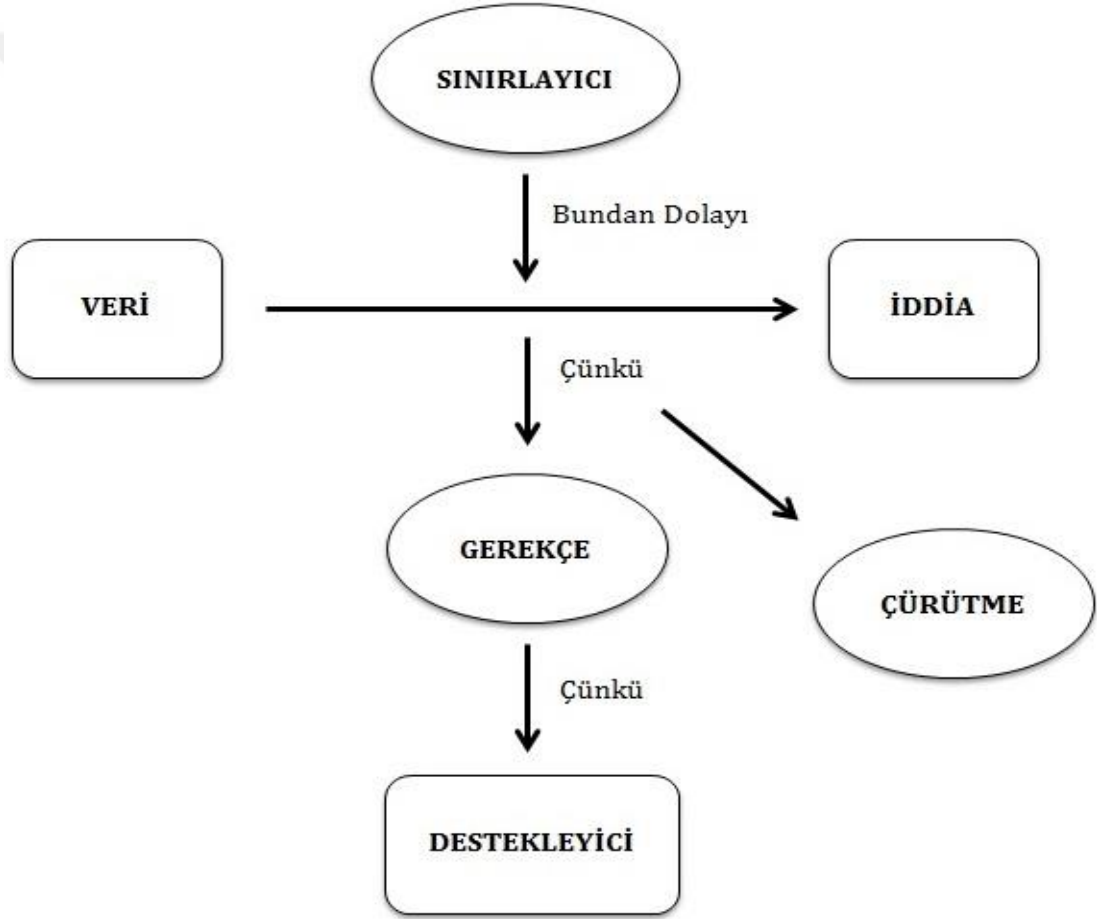 SINIRLAYICI
Bundan Dolayı
VERİ
İDDİA
Çünkü
GEREKÇE
ÇÜRÜTME
Çünkü
DESTEKLEYİCİ